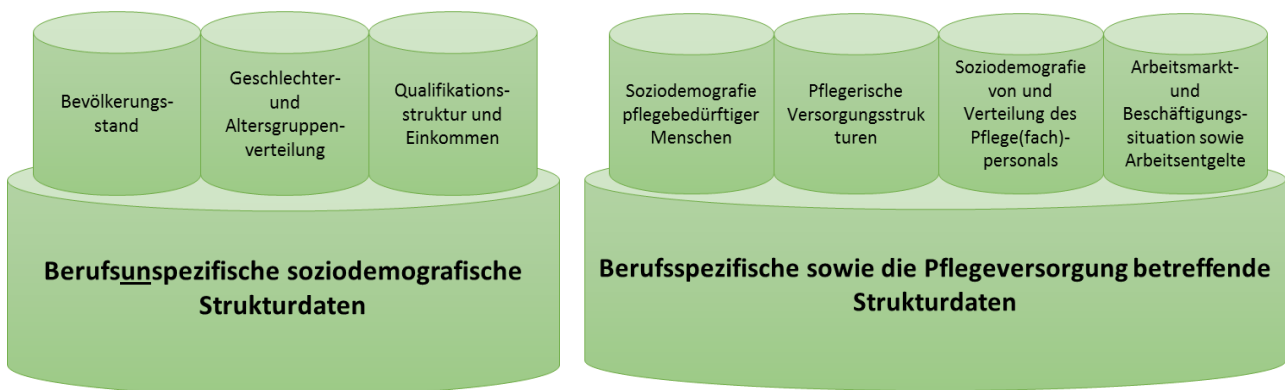 Bevölkerungs-
stand
Geschlechter-
und
Altersgruppen-
verteilung
Qualifikations-
struktur und
Einkommen
Berufsunspezifische soziodemografische
Strukturdaten
Soziodemografie
pflegebedürftiger
Menschen
Pflegerische
Versorgungsstruk
turen
Soziodemografie
von und
Verteilung des
Pflege(fach)-
personals
Arbeitsmarkt-
und
Beschäftigungs-
situation sowie
Arbeitsentgelte
Berufsspezifische sowie die Pflegeversorgung betreffende
Strukturdaten